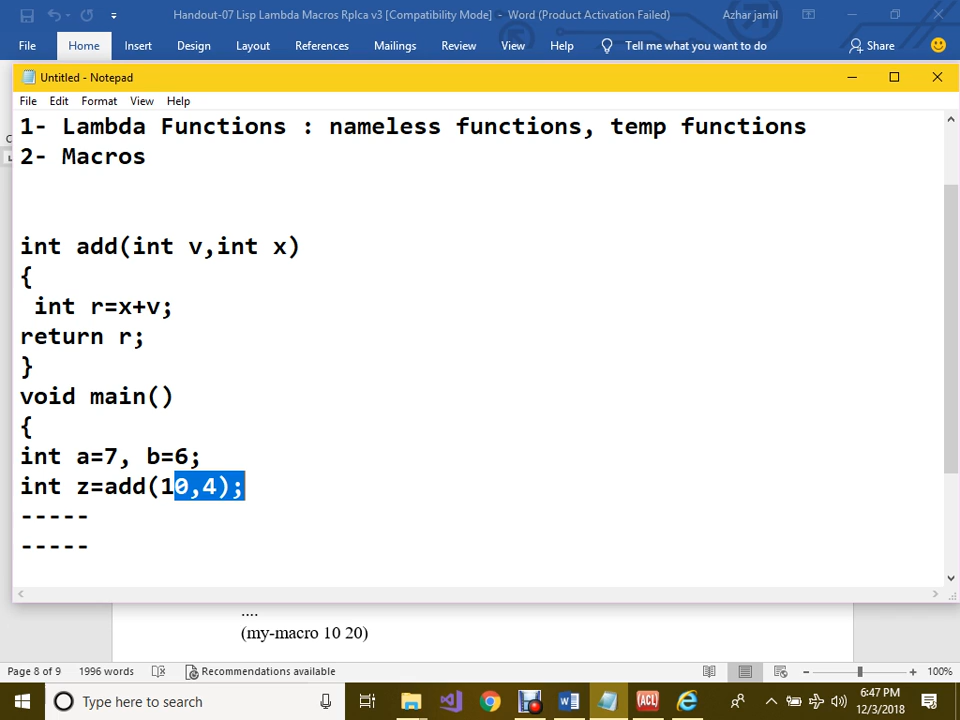 Handout-07 Lisp Lambda Macros Rplca v3 [Compatibility Mode] - Word (Product Activation Failed)
Azhar jamil
File Home Insert Design Layout References Mailings Review View Help Tell me what you want to do Share
Untitled - Notepad
File Edit Format View Help
1- Lambda Functions : nameless functions, temp functions
2- Macros
int add(int v,int x)
{
int r=x+v;
return r;
}
void main()
{
int a=7, b=6;
int z=add(10,4);
-----
-----
....
(my-macro 10 20)
Page 8 of 9 1996 words Recommendations available 100%
Type here to search
ACL
6:47 PM
12/3/2018